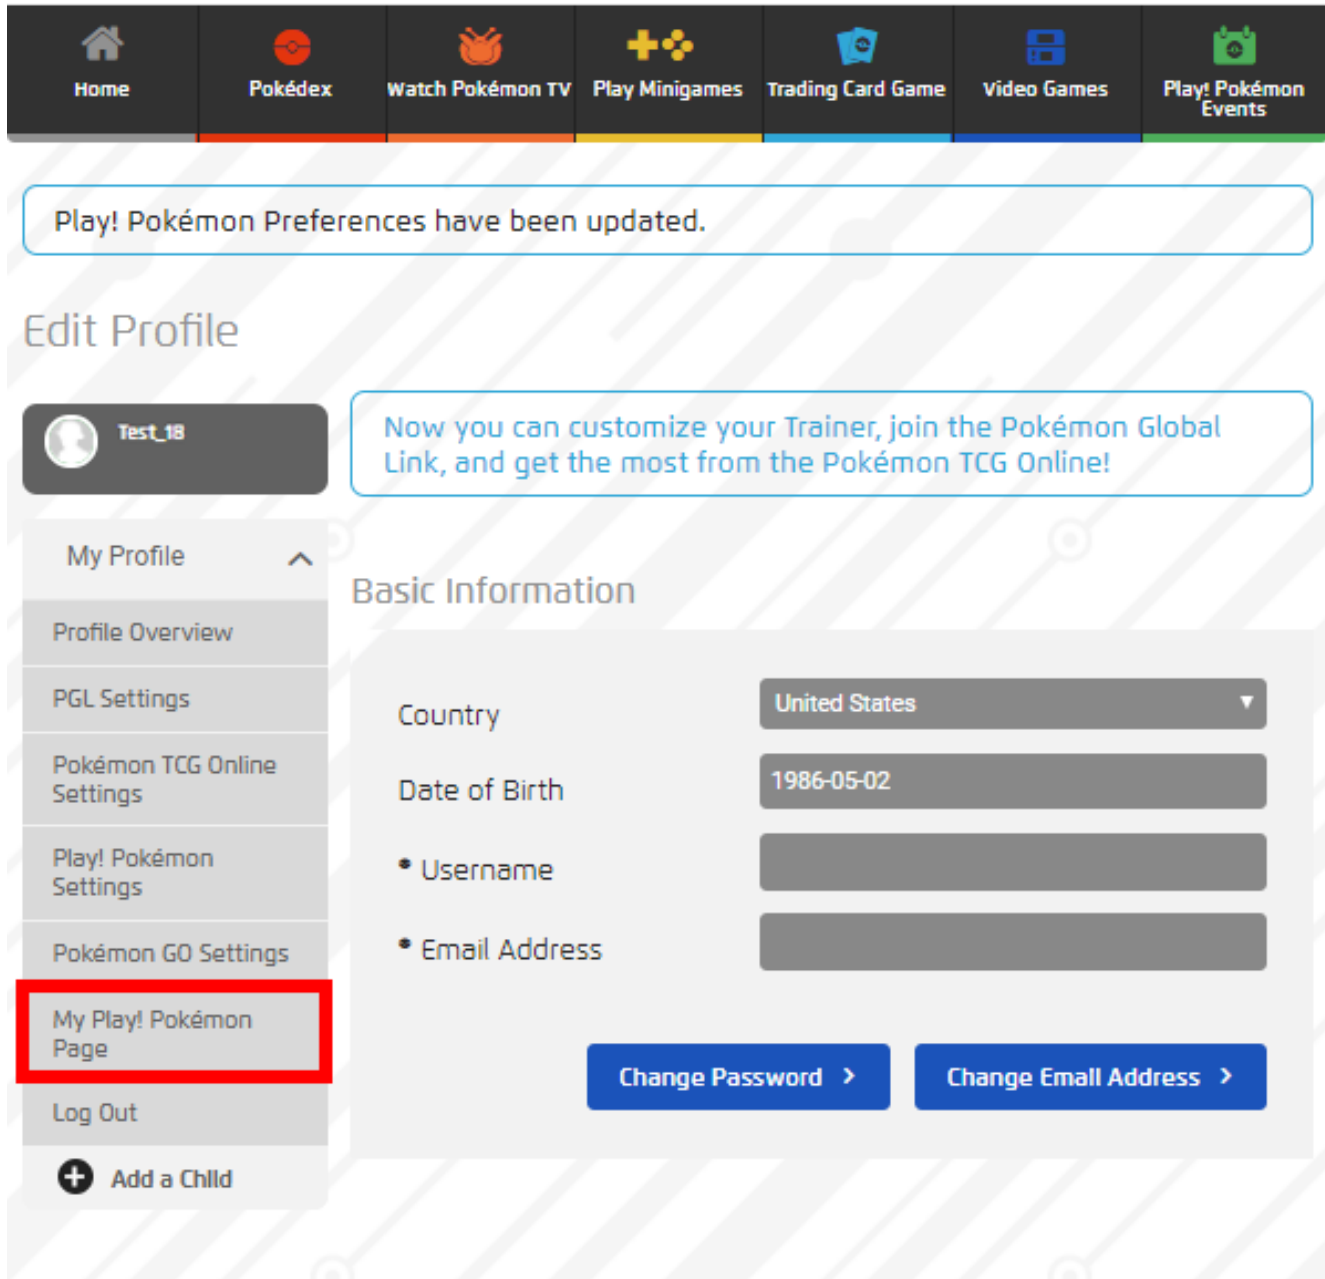 Home
Pokédex
Watch Pokémon TV
Play Minigames
Trading Card Game
Video Games
Play! Pokémon
Events
Play! Pokémon Preferences have been updated.
Edit Profile
Test_18
Now you can customize your Trainer, join the Pokémon Global
Link, and get the most from the Pokémon TCG Online!
My Profile
Profile Overview
PGL Settings
Pokémon TCG Online
Settings
Play! Pokémon
Settings
Pokémon GO Settings
My Play! Pokémon
Page
Log Out
Add a Child
Basic Information
Country
United States
Date of Birth
1986-05-02
* Username
* Email Address
Change Password >
Change Email Address >